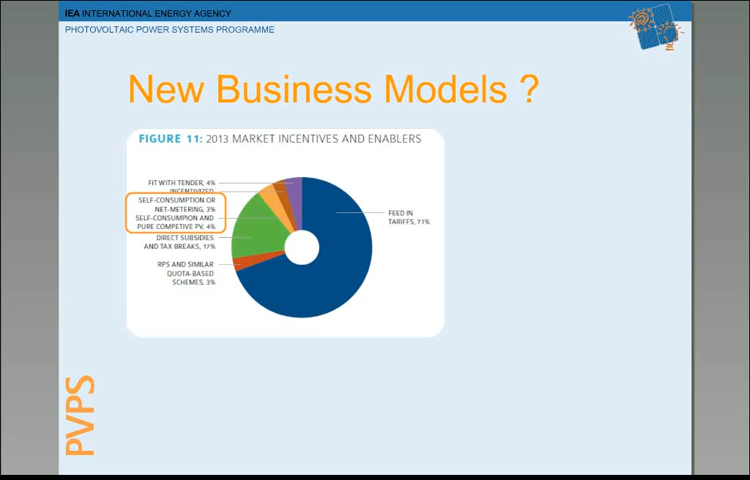 IEA INTERNATIONAL ENERGY AGENCY
PHOTOVOLTAIC POWER SYSTEMS PROGRAMME
New Business Models ?
FIGURE 11: 2013 MARKET INCENTIVES AND ENABLERS
FIT WITH TENDER, 4%
INCENTIVIZED
SELF-CONSUMPTION OR
NET-METERING, 3%
SELF-CONSUMPION AND
PURE COMPETIVE PV, 4%
DIRECT SUBSIDIES
AND TAX BREAKS, 17%
RPS AND SIMILAR
QUOTA-BASED
SCHEMES, 3%
FEED IN
TARIFFS, 71%
PVPS